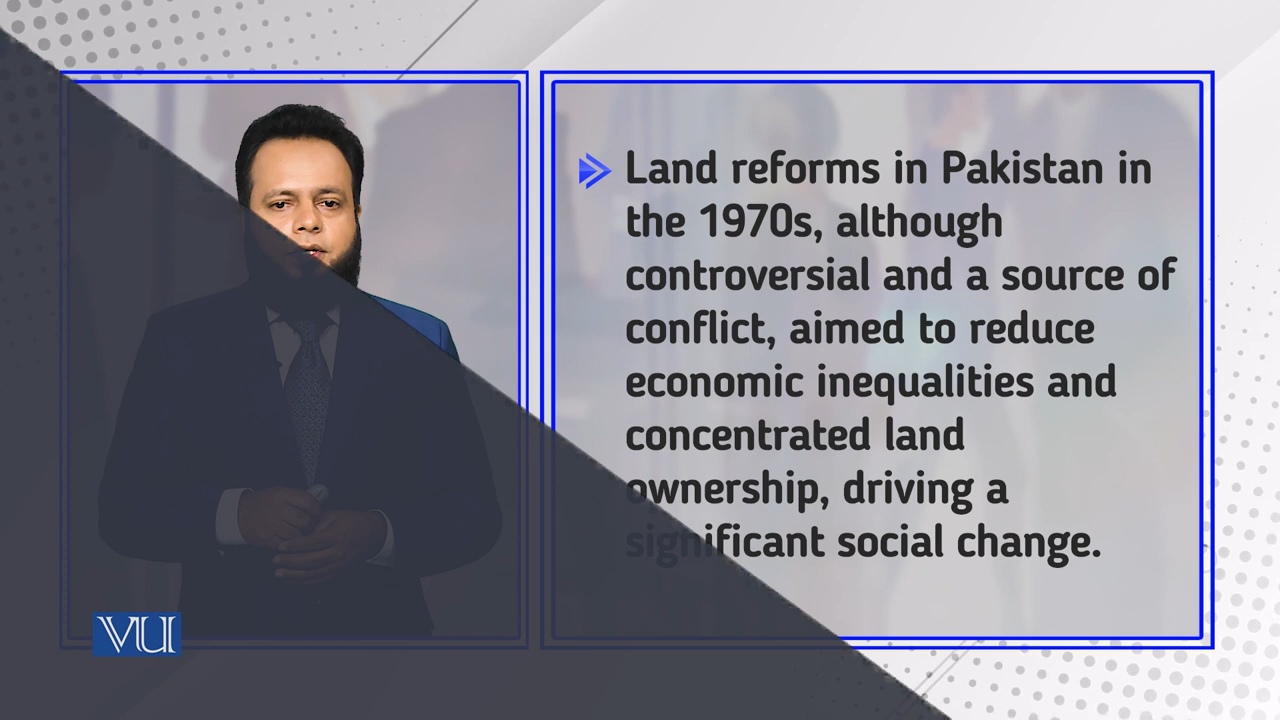 Land reforms in Pakistan in
the 1970s, although
controversial and a source of
conflict, aimed to reduce
economic inequalities and
concentrated land
ownership, driving a
significant social change.
VU